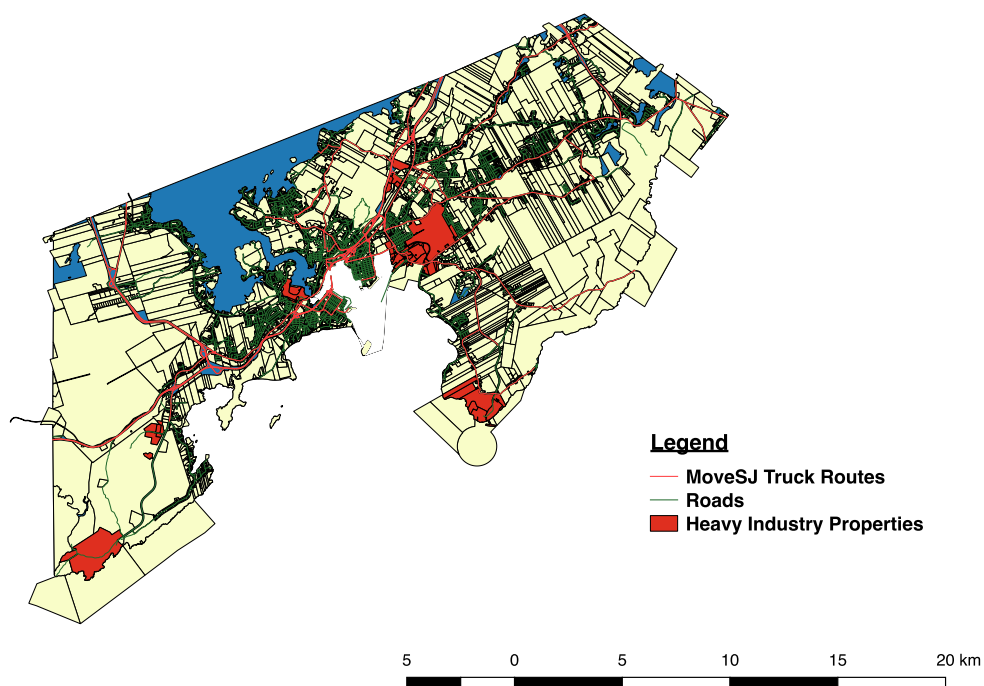 Legend
MoveSJ Truck Routes
Roads
Heavy Industry Properties
5 0 5 10 15 20 km